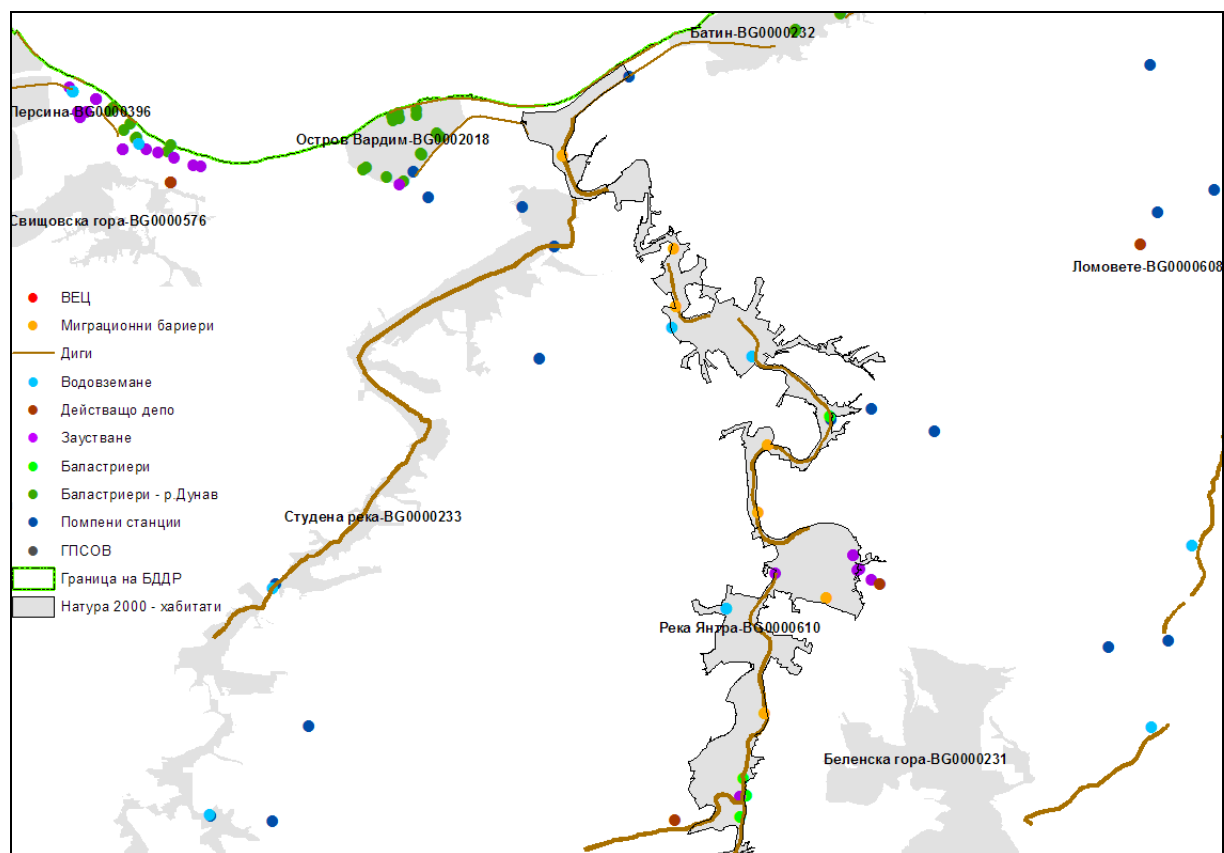 Батин-BG0000232
Персина-BG0000396
Остров Вардим-BG0002018
Свищовска гора-BG0000576
Ломовете-BG0000608
ВЕЦ
Миграционни бариери
Диги
Водовземане
Действащо депо
Заустване
Баластриери
Баластриери - р.Дунав
Помпени станции
ГПСОВ
Граница на БДДР
Натура 2000 - хабитати
Студена река-BG0000233
Река Янтра-BG0000610
Беленска гора-BG0000231